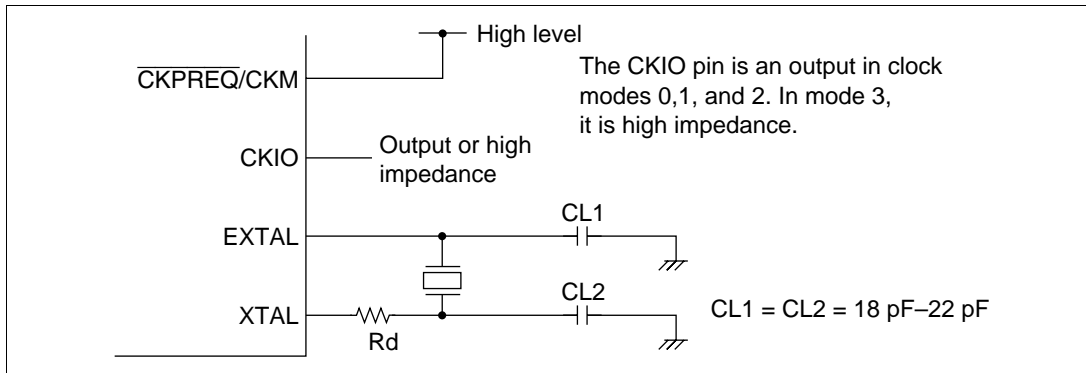 High level
CKPREQ/CKM
The CKIO pin is an output in clock
modes 0,1, and 2. In mode 3,
it is high impedance.
CKIO
Output or high
impedance
CL1
EXTAL
CL2
XTAL
Rd
CL1 = CL2 = 18 pF–22 pF